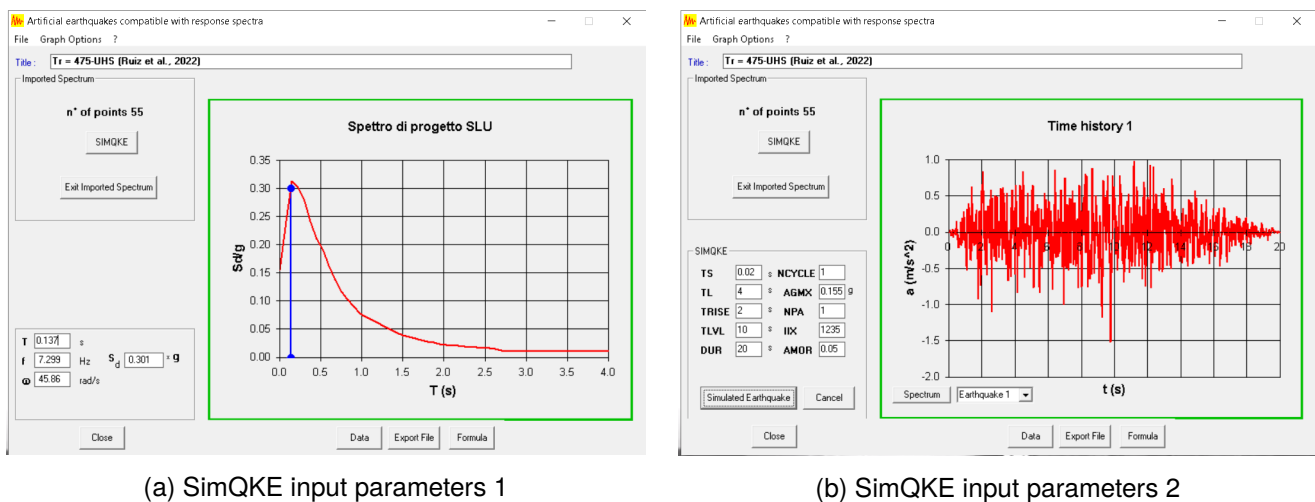 Artificial earthquakes compatible with response spectra
File Graph Options ?
Title : Tr = 475-UHS (Ruiz et al., 2022)
Imported Spectrum
n° of points 55
SIMQKE
Exit Imported Spectrum
T 0.137 s
f 7.299 Hz
ω 45.86 rad/s
Sd 0.301 * g
Spettro di progetto SLU
Sd/g
0.35
0.30
0.25
0.20
0.15
0.10
0.05
0.00
0.0 0.5 1.0 1.5 2.0 2.5 3.0 3.5 4.0
T (s)
Close Data Export File Formula
(a) SimQKE input parameters 1
Artificial earthquakes compatible with response spectra
File Graph Options ?
Title : Tr = 475-UHS (Ruiz et al., 2022)
Imported Spectrum
n° of points 55
SIMQKE
Exit Imported Spectrum
SIMQKE
TS 0.02 s NCYCLE 1
TL 4 s AGMX 0.155 g
TRISE 2 s NPA 1
TLVL 10 s IIX 1235
DUR 20 s AMOR 0.05
Simulated Earthquake Cancel
Time history 1
a (m/s^2)
1.0
0.5
0.0
-0.5
-1.0
-1.5
-2.0
0 2 4 6 8 10 12 14 16 18 20
t (s)
Spectrum Earthquake 1
Close Data Export File Formula
(b) SimQKE input parameters 2